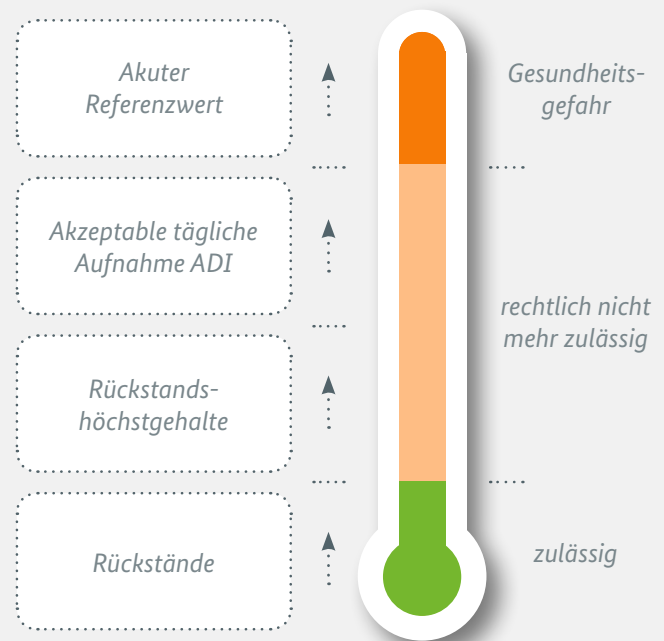 Akuter
Referenzwert
Gesundheits-
gefahr
Akzeptable tägliche
Aufnahme ADI
rechtlich nicht
mehr zulässig
Rückstands-
höchstgehalte
Rückstände
zulässig